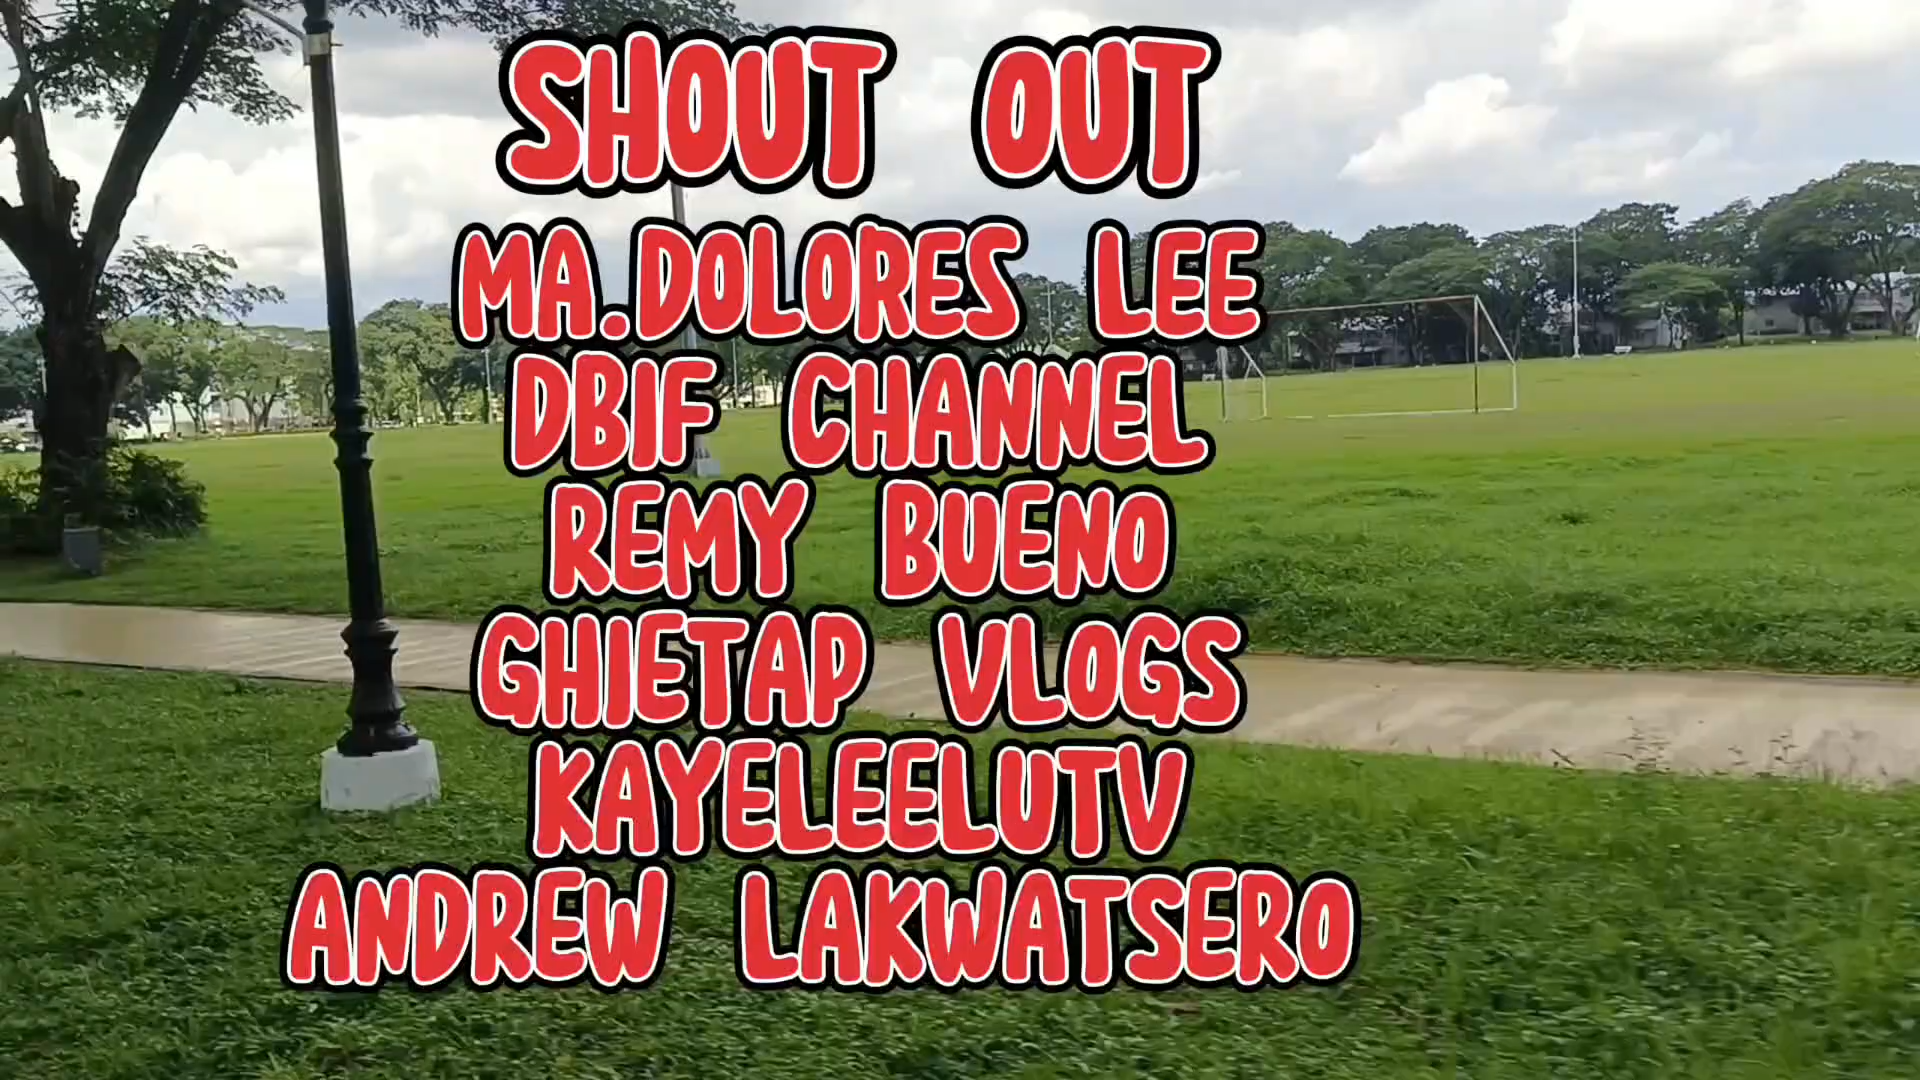 SHOUT OUT
MA.DOLORES LEE
DBIF CHANNEL
REMY BUENO
GHIETAP VLOGS
KAYELEELUTV
ANDREW LAKWATSERO